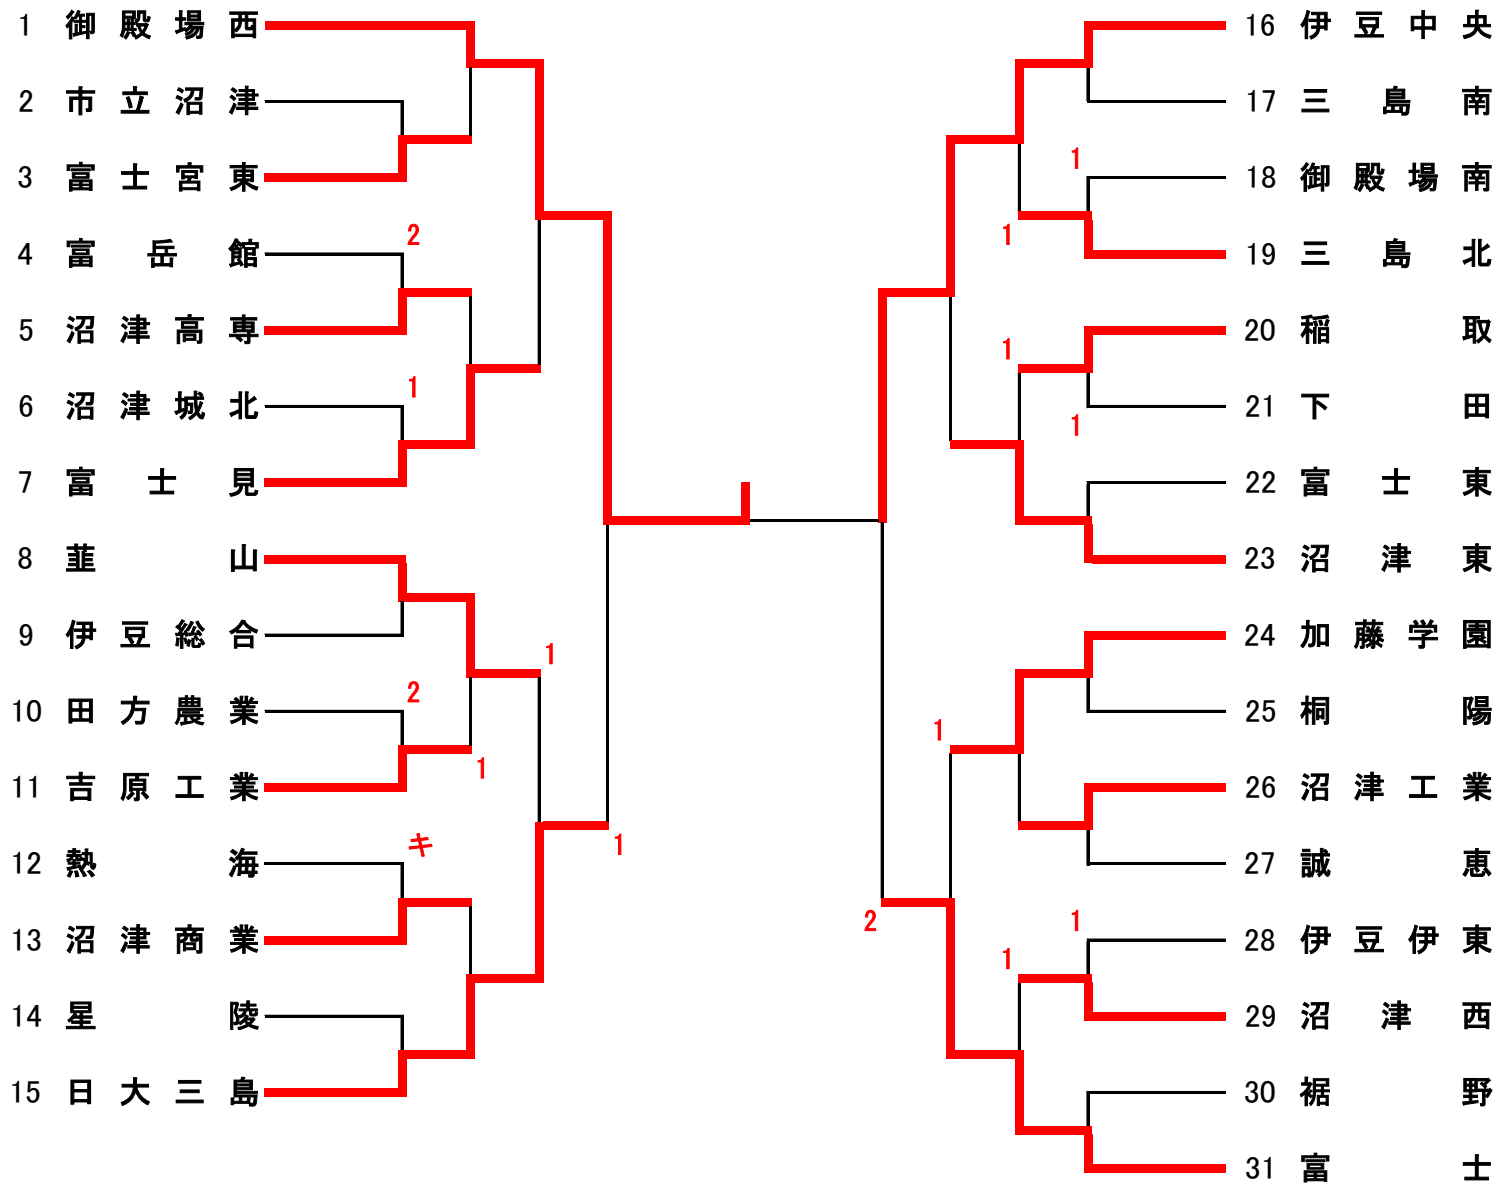 1 御殿場西
2 市立沼津
3 富士宮東
2
4 富岳館
5 沼津高専
1
6 沼津城北
7 富士見
8 韮山
9 伊豆総合
1
2
10 田方農業
1
11 吉原工業
キ
1
12 熱海
13 沼津商業
14 星陵
15 日大三島
16 伊豆中央
17 三島南
1
18 御殿場南
1
19 三島北
20 稲取
1
21 下田
1
22 富士東
23 沼津東
24 加藤学園
25 桐陽
1
26 沼津工業
27 誠恵
2
1
28 伊豆伊東
1
29 沼津西
30 裾野
31 富士